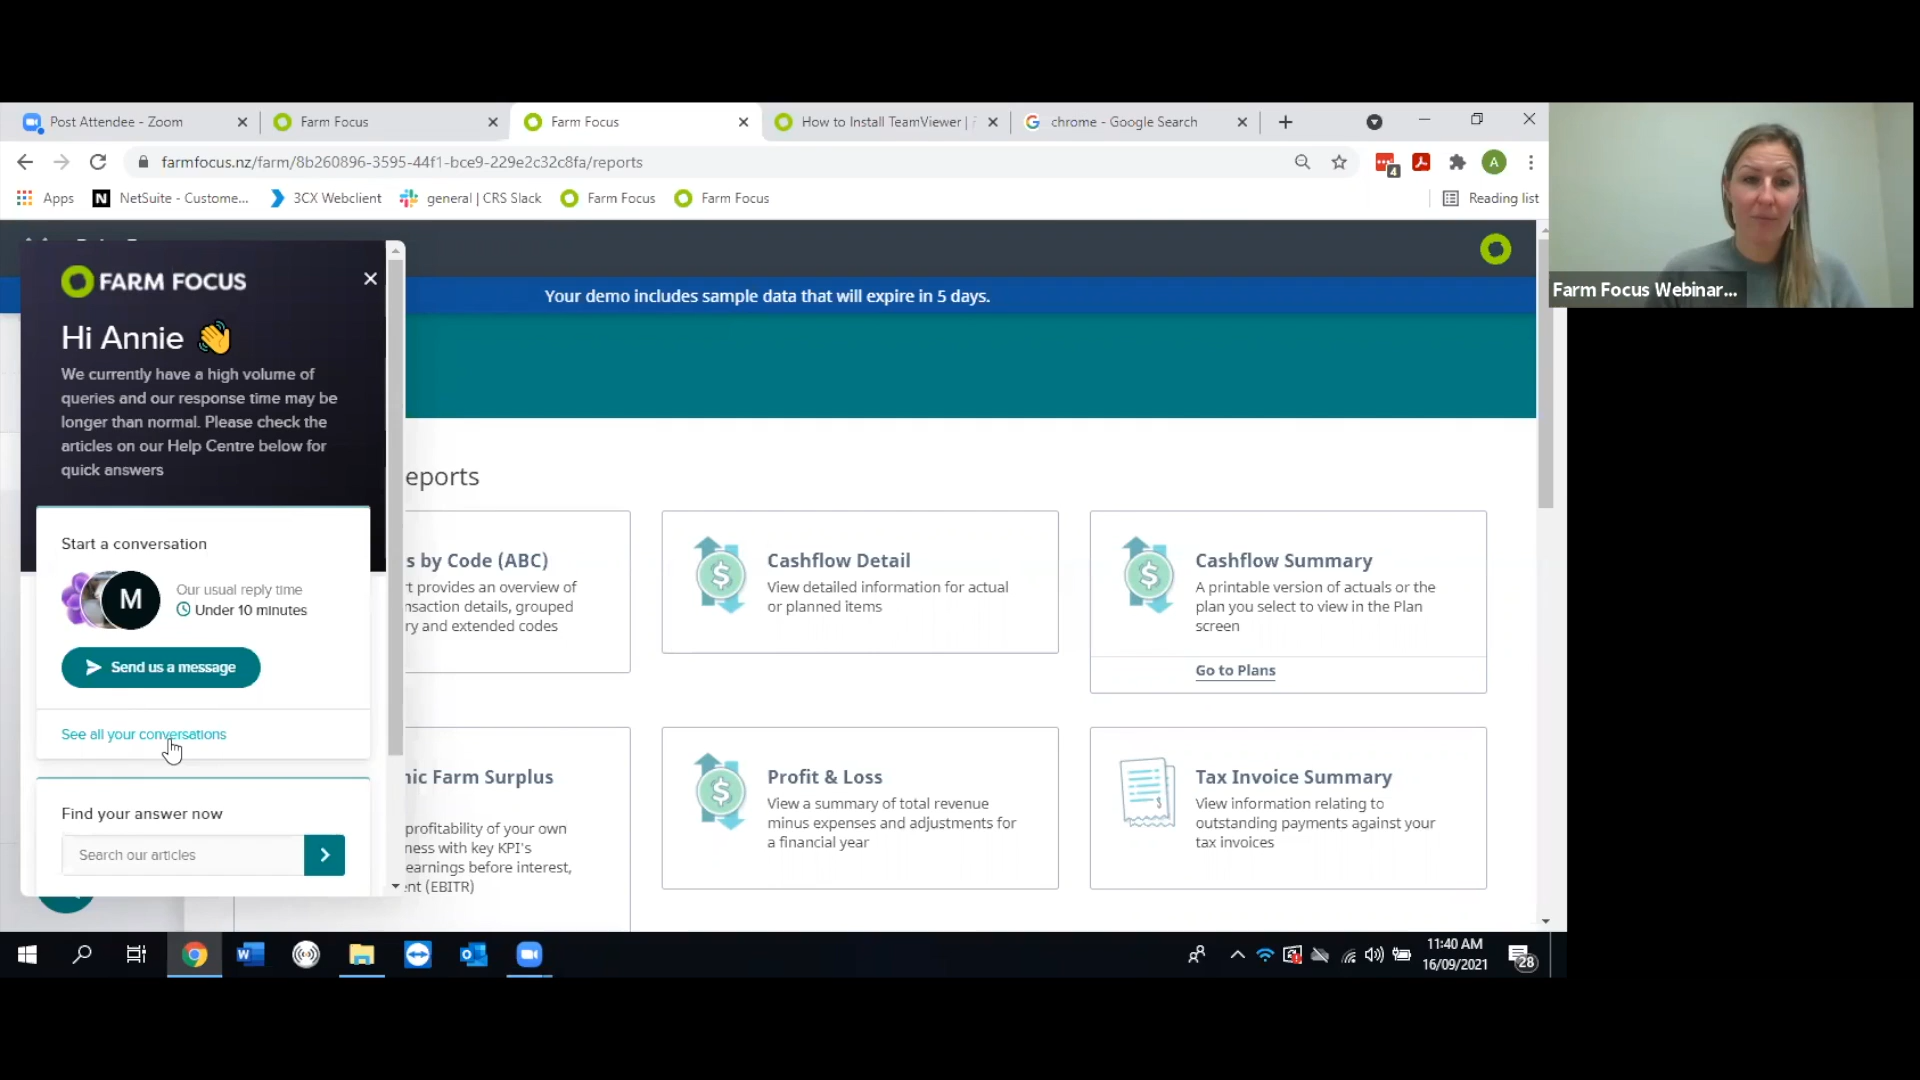 Post Attendee - Zoom
Farm Focus
Farm Focus
How to Install TeamViewer |
chrome - Google Search
farmfocus.nz/farm/8b260896-3595-44f1-bce9-229e2c32c8fa/reports
4
A
Apps
N
NetSuite - Custome...
3CX Webclient
general | CRS Slack
Farm Focus
Farm Focus
Reading list
Farm Focus Webinar...
Your demo includes sample data that will expire in 5 days.
FARM FOCUS
Hi Annie 👋
We currently have a high volume of
queries and our response time may be
longer than normal. Please check the
articles on our Help Centre below for
quick answers
Start a conversation
M
Our usual reply time
Under 10 minutes
Send us a message
See all your conversations
Find your answer now
Search our articles
eports
s by Code (ABC)
t provides an overview of
nsaction details, grouped
ry and extended codes
Cashflow Detail
View detailed information for actual
or planned items
Cashflow Summary
A printable version of actuals or the
plan you select to view in the Plan
screen
Go to Plans
nic Farm Surplus
profitability of your own
ness with key KPI's
earnings before interest,
nt (EBITR)
Profit & Loss
View a summary of total revenue
minus expenses and adjustments for
a financial year
Tax Invoice Summary
View information relating to
outstanding payments against your
tax invoices
11:40 AM
16/09/2021
28